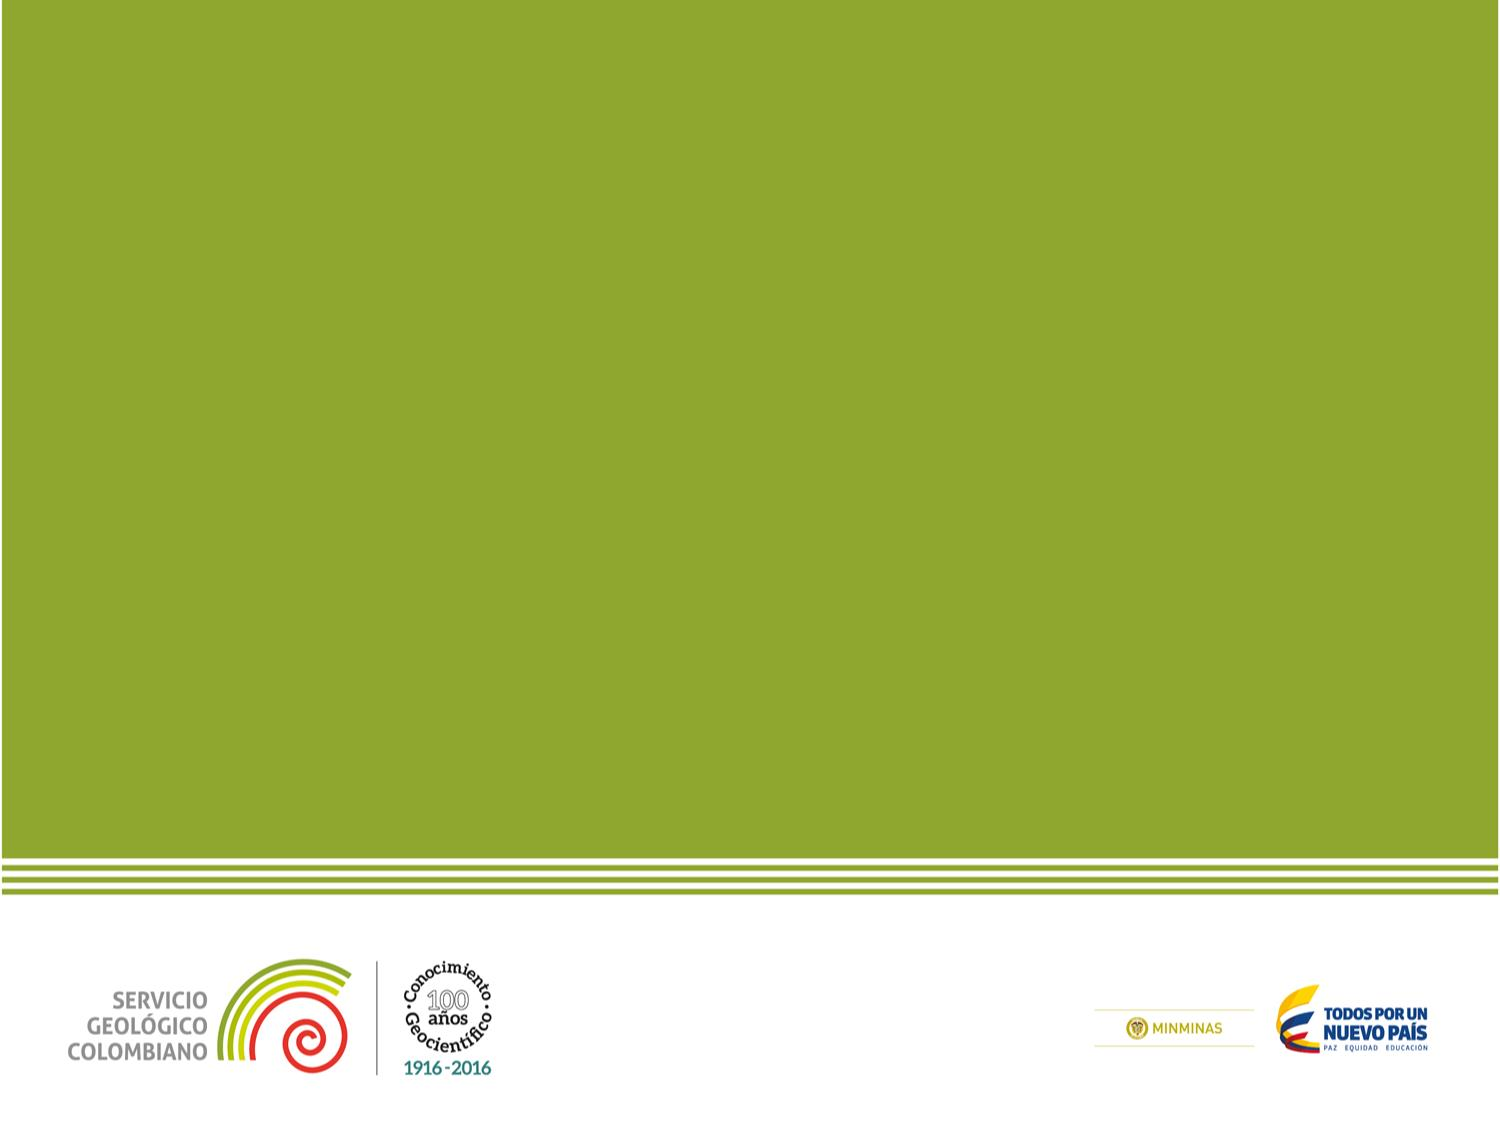 SERVICIO
GEOLÓGICO
COLOMBIANO
Conocimiento
Geocientífico
100
años
1916-2016
MINMINAS
TODOS POR UN
NUEVO PAÍS
PAZ EQUIDAD EDUCACIÓN